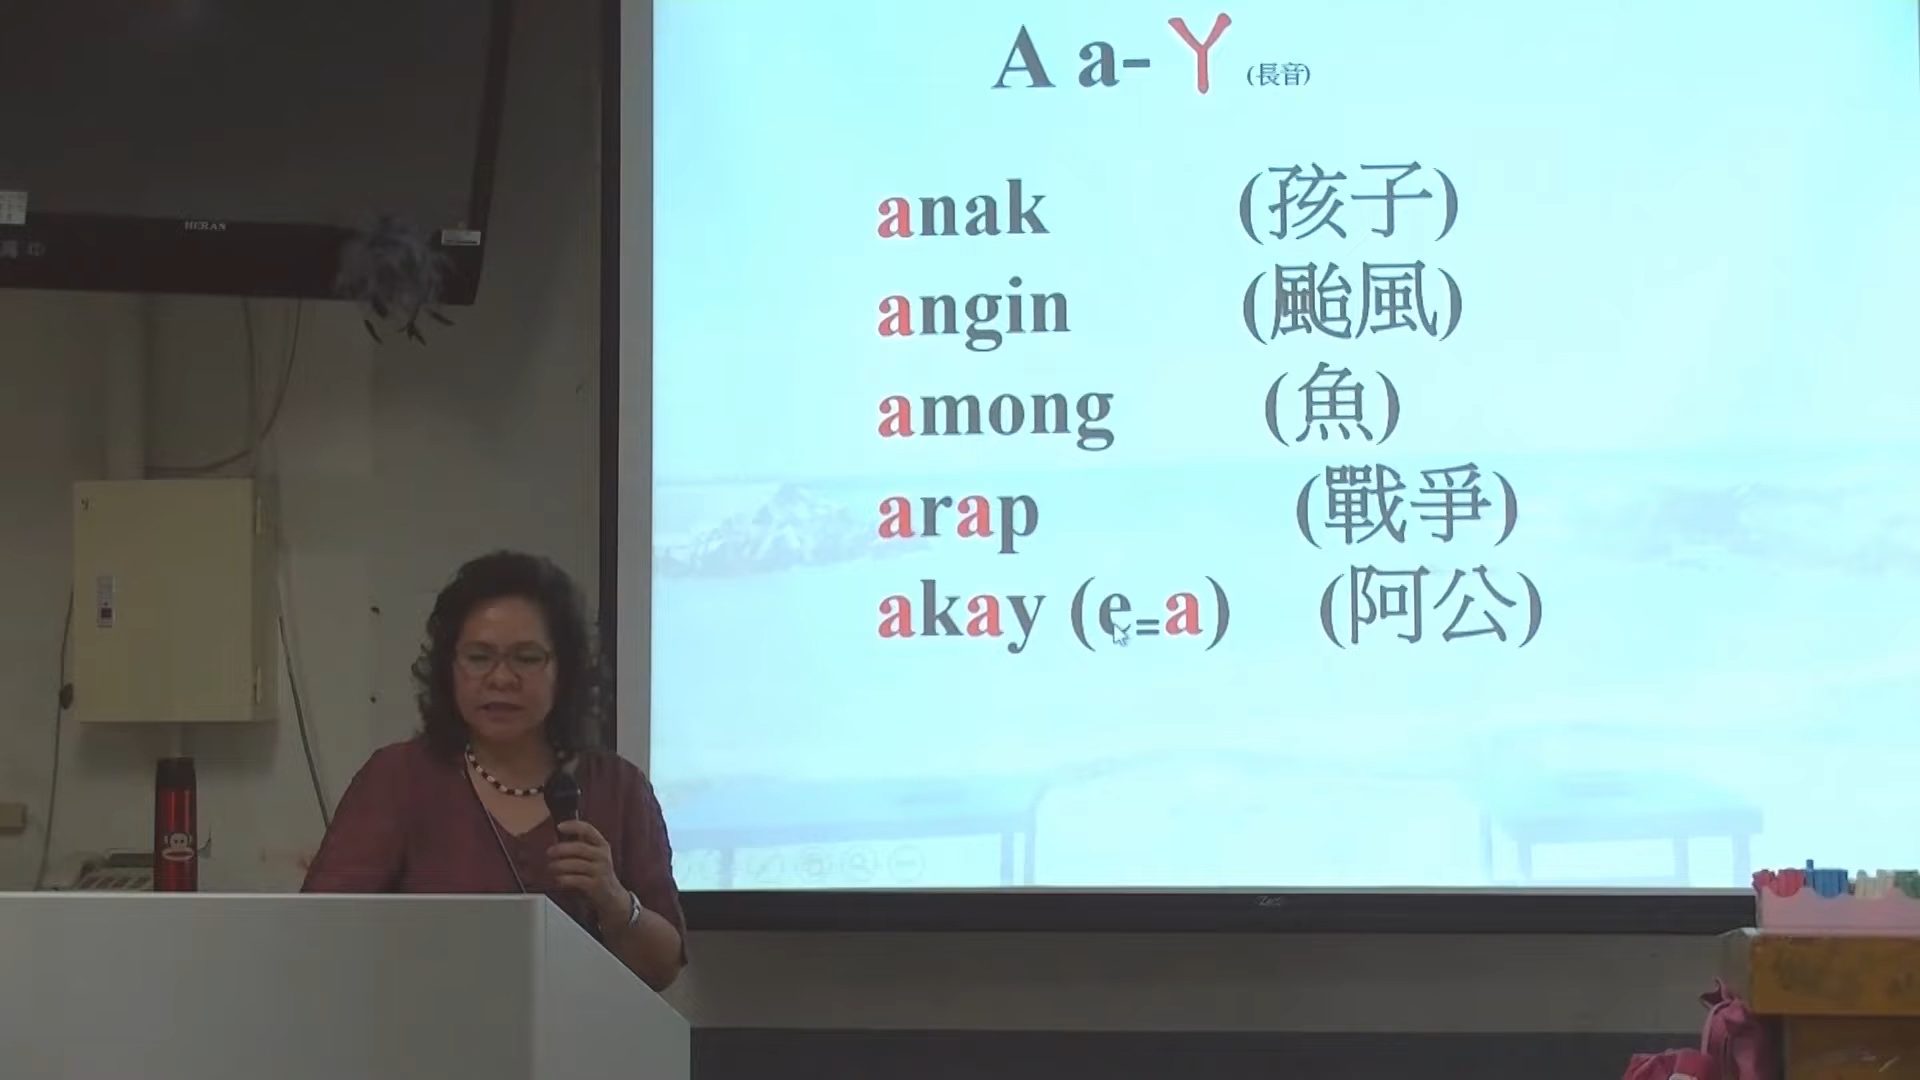 A a- ㄚ (長音)
anak (孩子)
angin (颱風)
among (魚)
arap (戰爭)
akay (e=a) (阿公)
HERAN